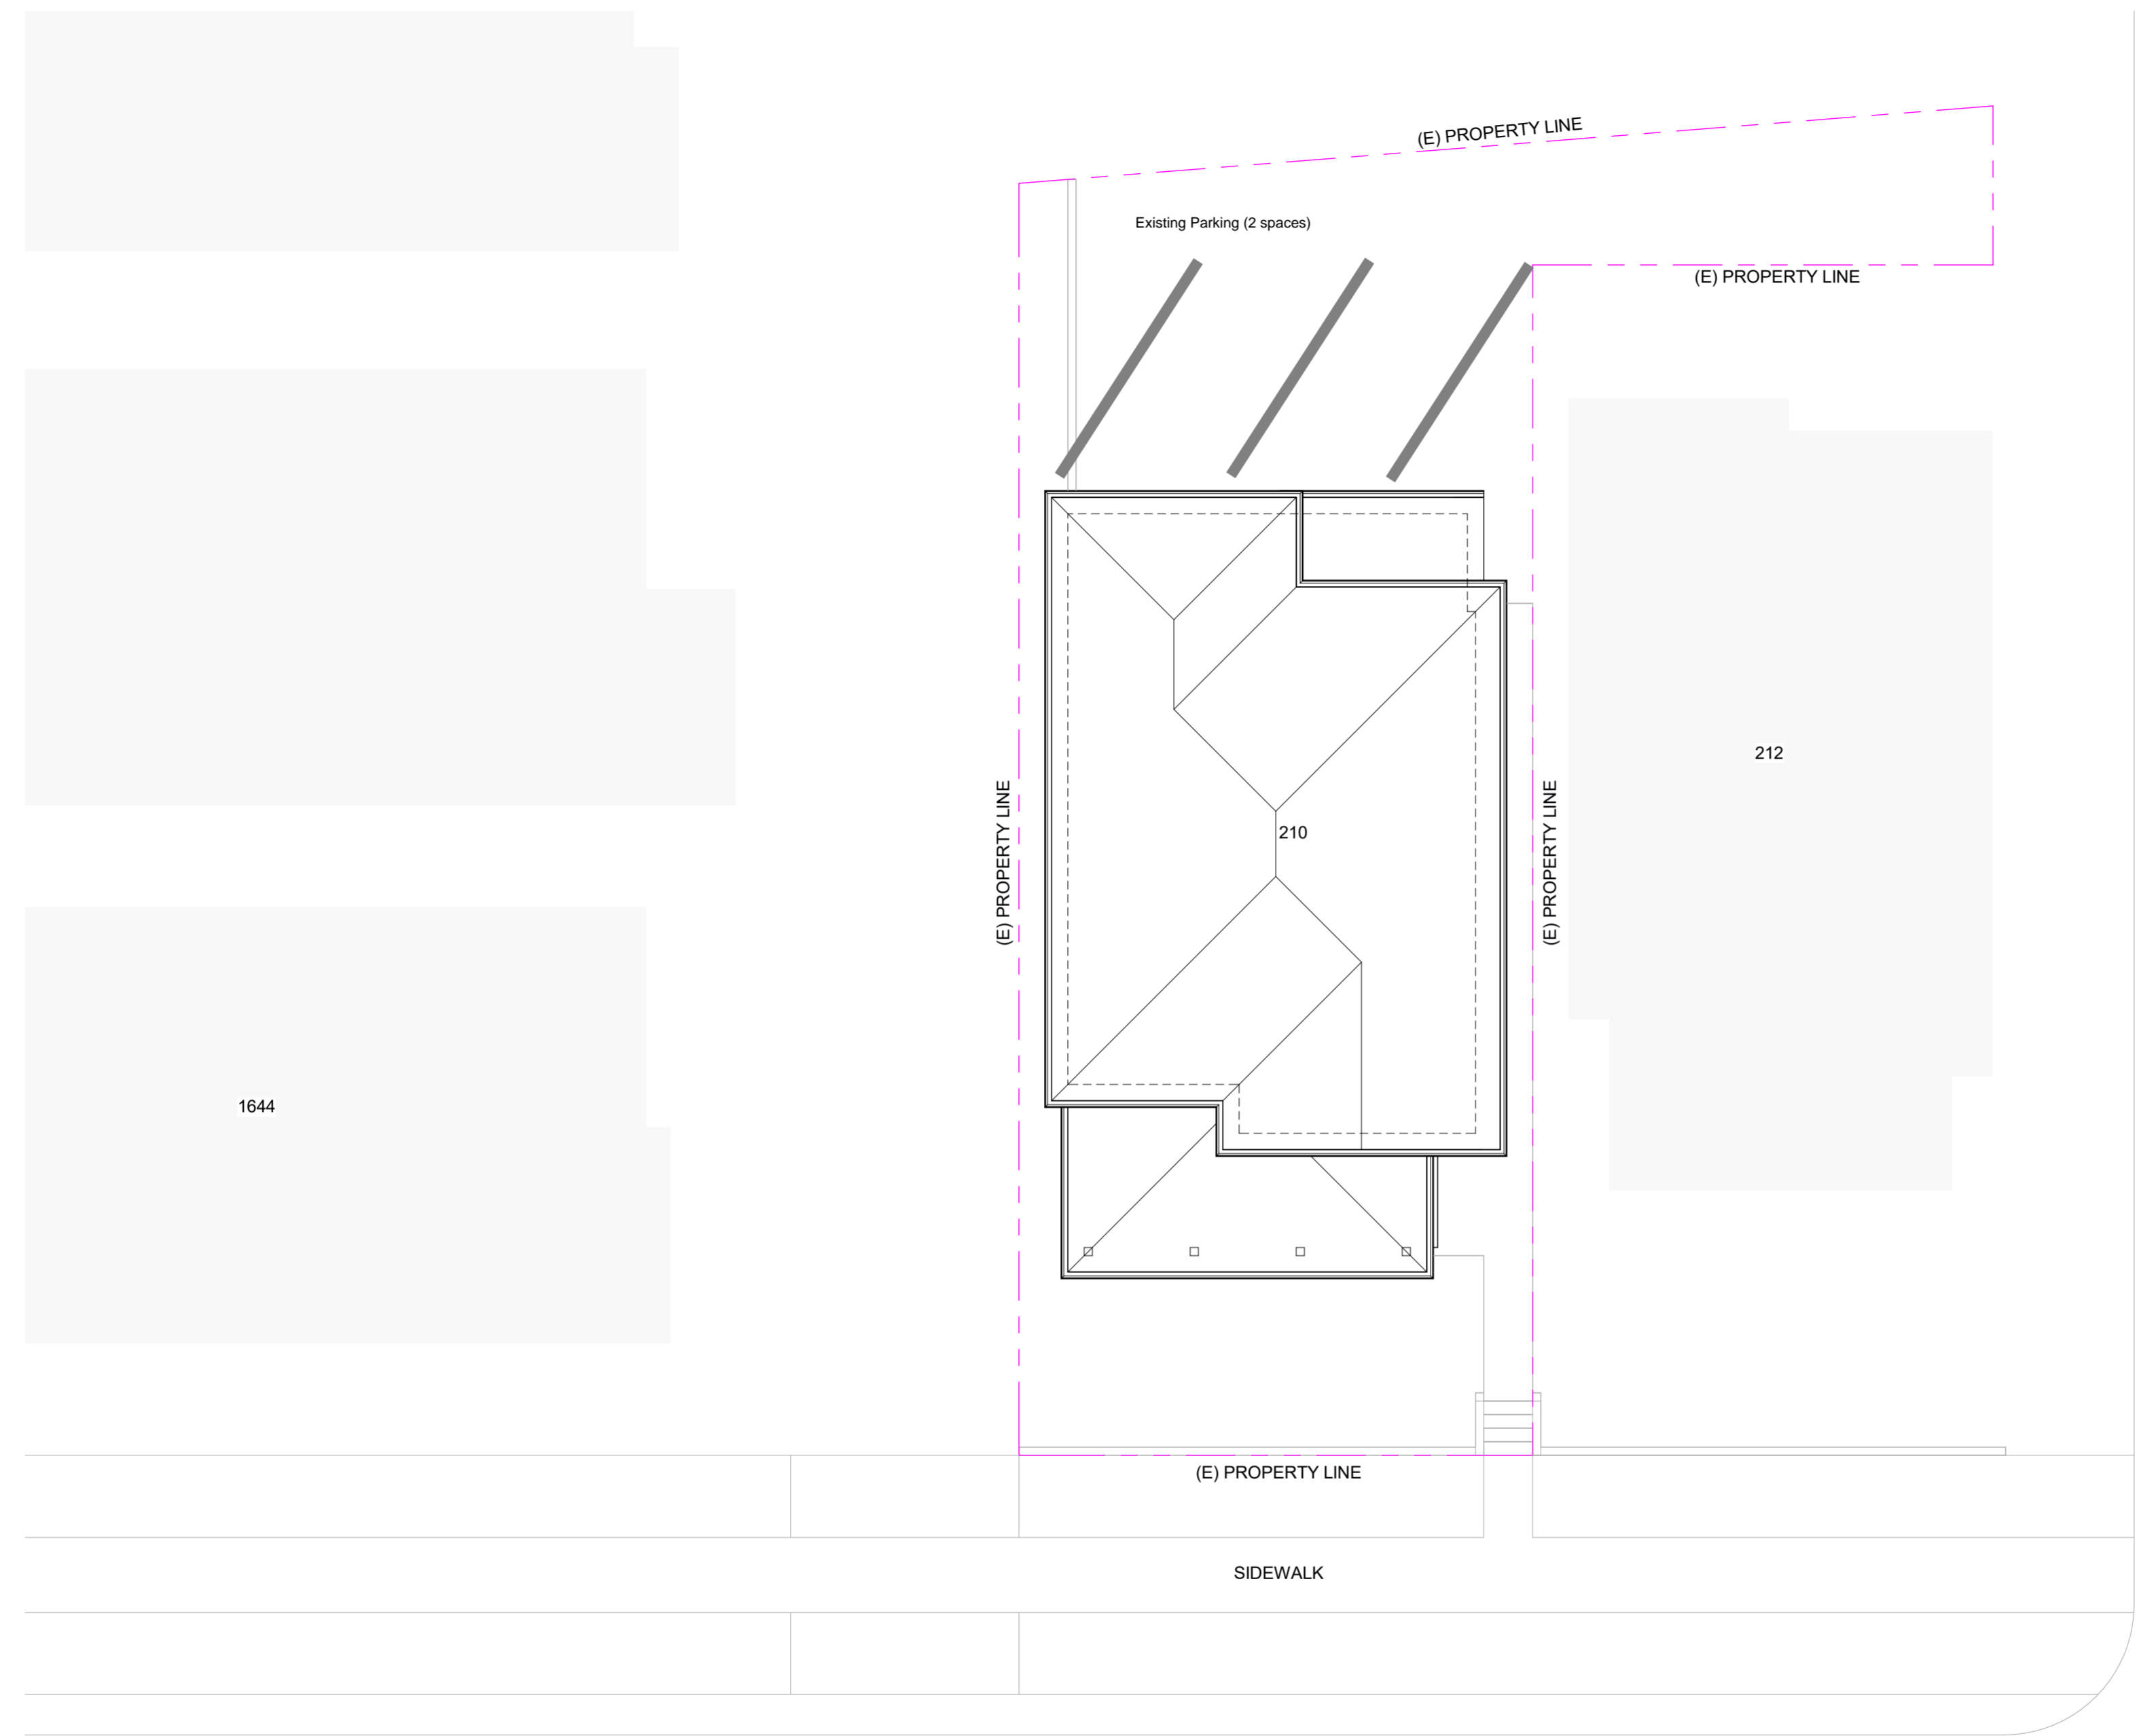 (E) PROPERTY LINE
Existing Parking (2 spaces)
(E) PROPERTY LINE
212
210
(E) PROPERTY LINE
(E) PROPERTY LINE
1644
(E) PROPERTY LINE
SIDEWALK